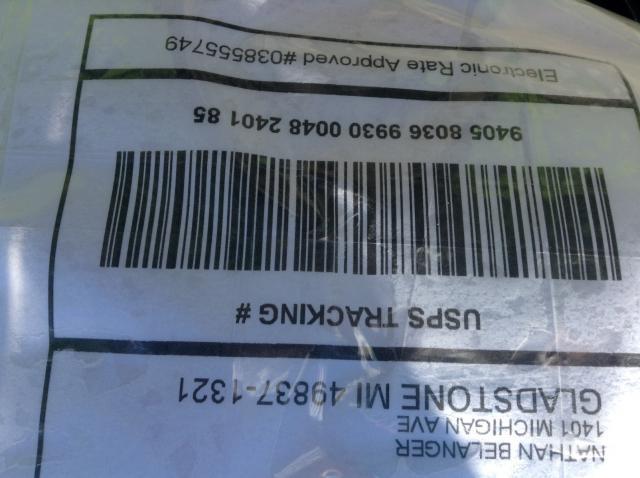 NATHAN BELANGER
1401 MICHIGAN AVE
GLADSTONE MI 49837-1321
USPS TRACKING #
9405 8036 9930 0048 2401 85
Electronic Rate Approved #038555749